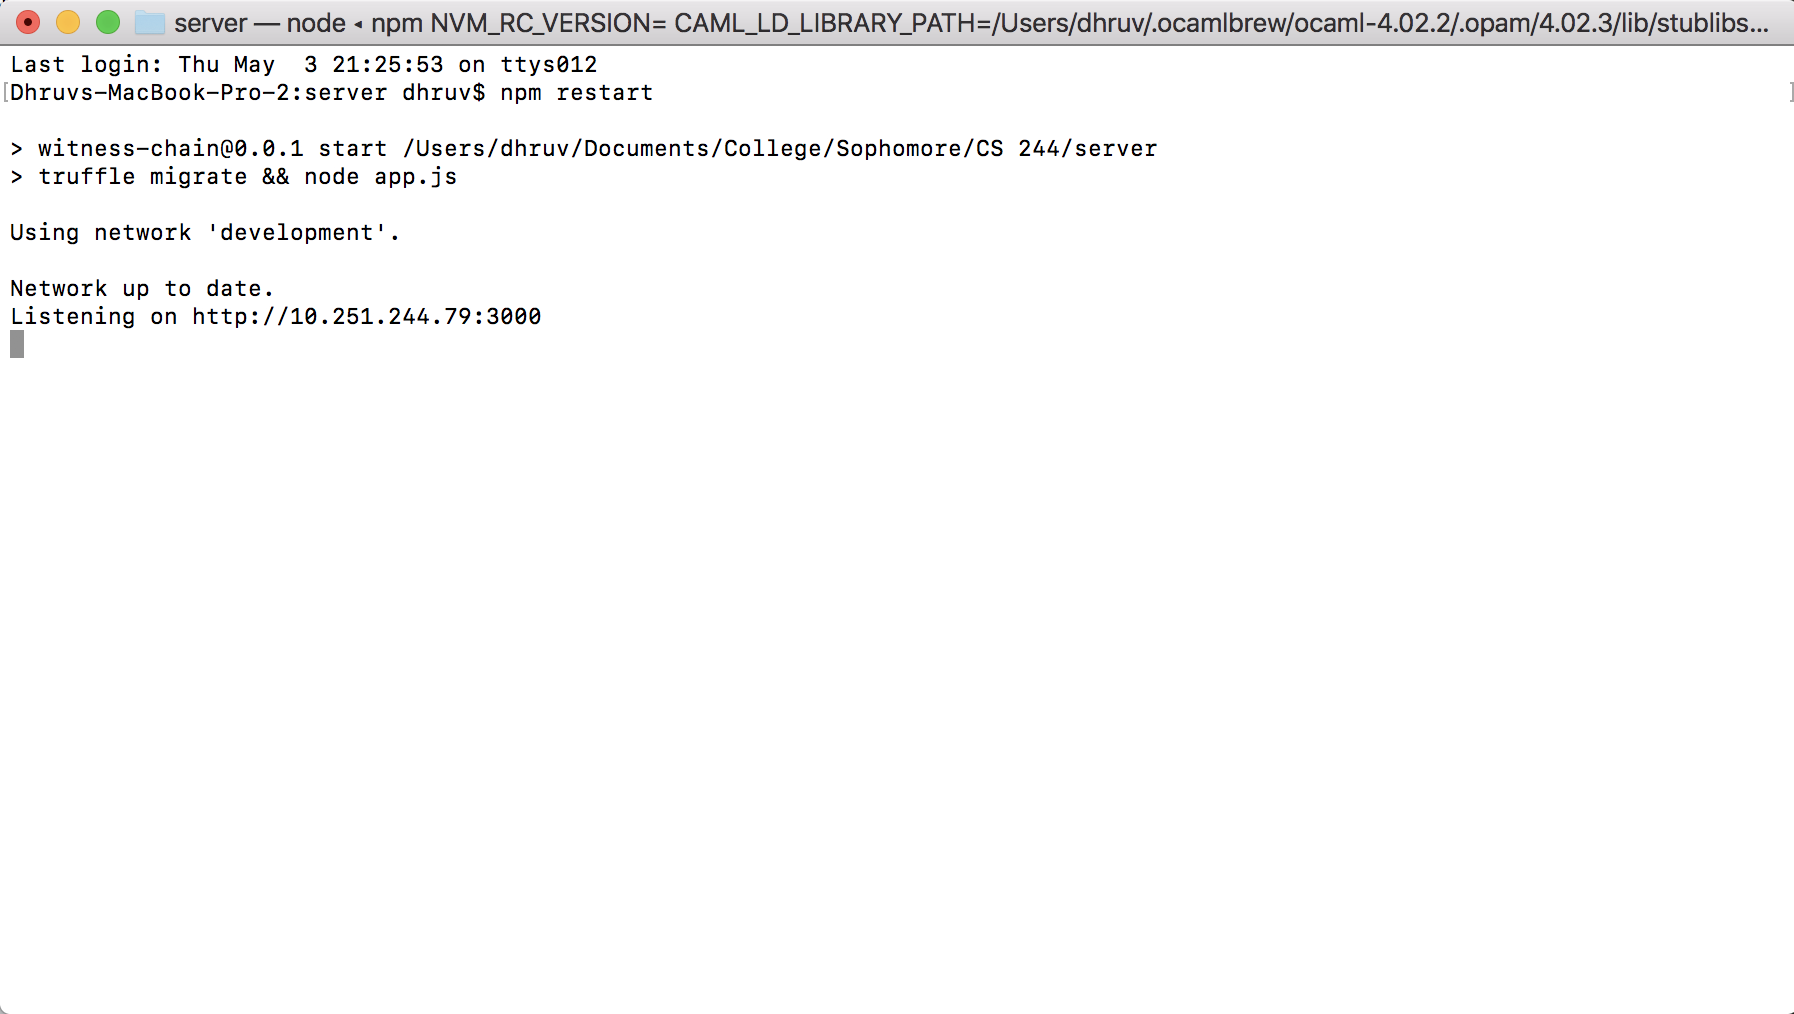 server — node ◂ npm NVM_RC_VERSION= CAML_LD_LIBRARY_PATH=/Users/dhruv/.ocamlbrew/ocaml-4.02.2/.opam/4.02.3/lib/stublibs...
Last login: Thu May  3 21:25:53 on ttys012
[Dhruvs-MacBook-Pro-2:server dhruv$ npm restart ]
> witness-chain@0.0.1 start /Users/dhruv/Documents/College/Sophomore/CS 244/server
> truffle migrate && node app.js
Using network 'development'.
Network up to date.
Listening on http://10.251.244.79:3000